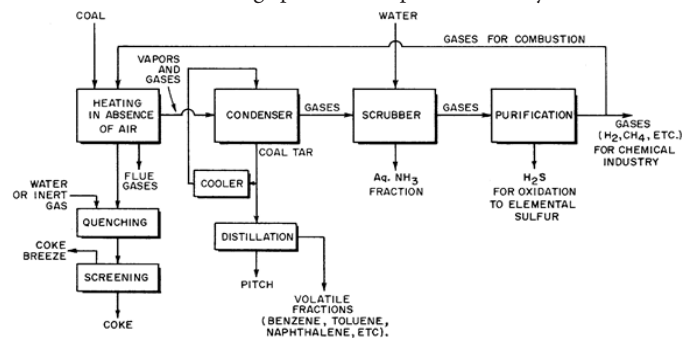 COAL
WATER
GASES FOR COMBUSTION
VAPORS
AND
GASES
HEATING
IN ABSENCE
OF AIR
CONDENSER
GASES
SCRUBBER
GASES
PURIFICATION
GASES
(H2,CH4, ETC.)
FOR CHEMICAL
INDUSTRY
COAL TAR
FLUE
GASES
COOLER
Aq. NH3
FRACTION
H2S
FOR OXIDATION
TO ELEMENTAL
SULFUR
WATER
OR INERT
GAS
QUENCHING
DISTILLATION
COKE
BREEZE
SCREENING
PITCH
VOLATILE
FRACTIONS
(BENZENE, TOLUENE,
NAPHTHALENE, ETC).
COKE